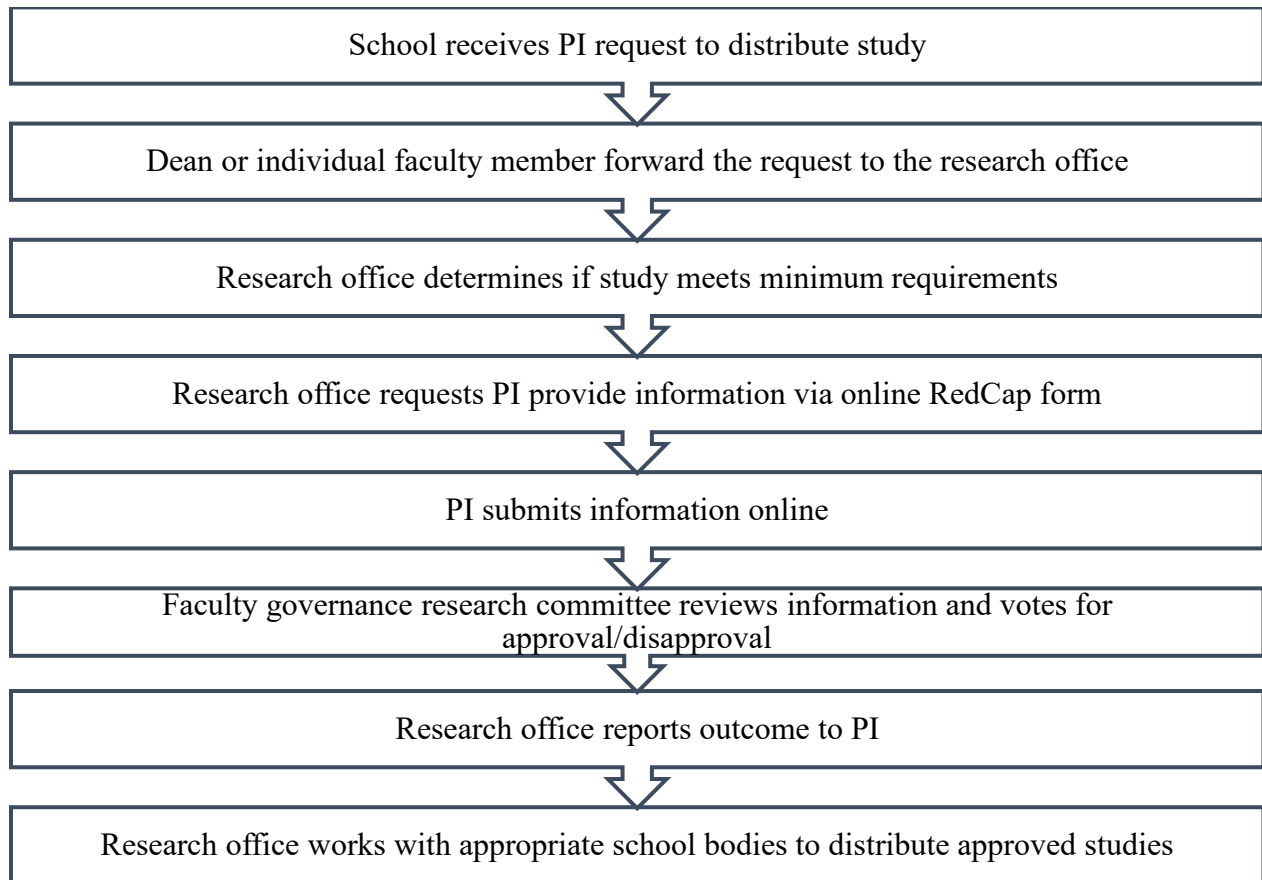 School receives PI request to distribute study
Dean or individual faculty member forward the request to the research office
Research office determines if study meets minimum requirements
Research office requests PI provide information via online RedCap form
PI submits information online
Faculty governance research committee reviews information and votes for
approval/disapproval
Research office reports outcome to PI
Research office works with appropriate school bodies to distribute approved studies